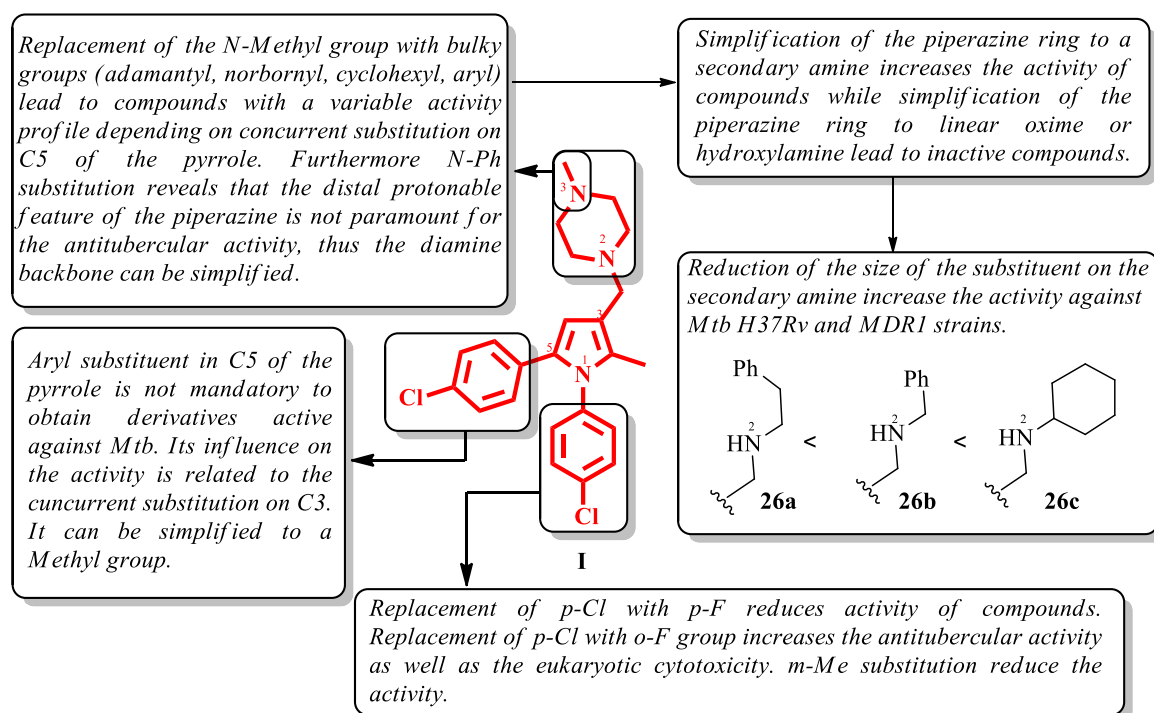 Replacement of the N-Methyl group with bulky
groups (adamantyl, norbornyl, cyclohexyl, aryl)
lead to compounds with a variable activity
profile depending on concurrent substitution on
C5 of the pyrrole. Furthermore N-Ph
substitution reveals that the distal protonable
feature of the piperazine is not paramount for
the antitubercular activity, thus the diamine
backbone can be simplified.
Simplification of the piperazine ring to a
secondary amine increases the activity of
compounds while simplification of the
piperazine ring to linear oxime or
hydroxylamine lead to inactive compounds.
3
N
2
N
3
5
1
N
Cl
Cl
I
Reduction of the size of the substituent on the
secondary amine increase the activity against
Mtb H37Rv and MDR1 strains.
Ph
2
HN
26a
<
Ph
2
HN
26b
<
2
HN
26c
Aryl substituent in C5 of the
pyrrole is not mandatory to
obtain derivatives active
against Mtb. Its influence on
the activity is related to the
cuncurrent substitution on C3.
It can be simplified to a
Methyl group.
Replacement of p-Cl with p-F reduces activity of compounds.
Replacement of p-Cl with o-F group increases the antitubercular activity
as well as the eukaryotic cytotoxicity. m-Me substitution reduce the
activity.